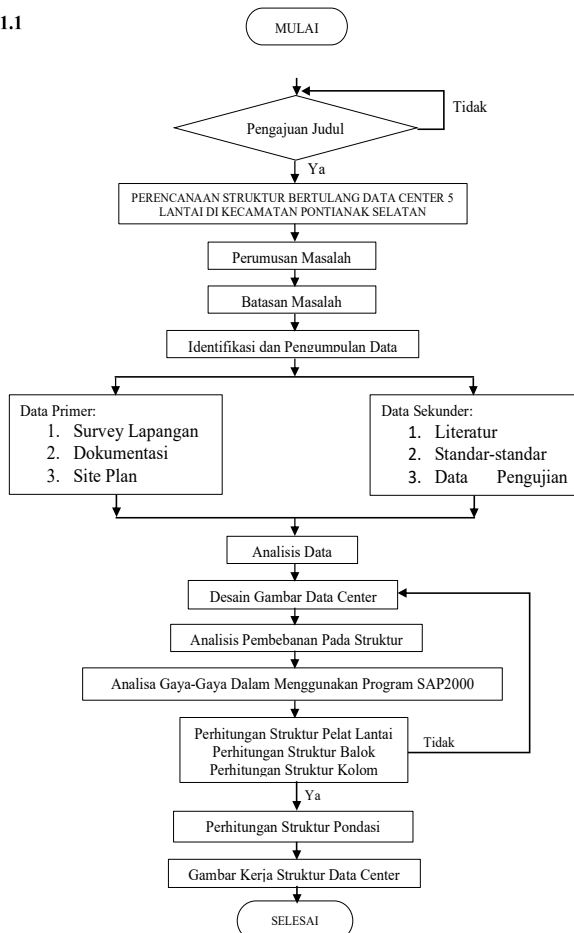 1.1
MULAI
Tidak
Pengajuan Judul
Ya
PERENCANAAN STRUKTUR BERTULANG DATA CENTER 5
LANTAI DI KECAMATAN PONTIANAK SELATAN
Perumusan Masalah
Batasan Masalah
Identifikasi dan Pengumpulan Data
Data Primer:
1. Survey Lapangan
2. Dokumentasi
3. Site Plan
Data Sekunder:
1. Literatur
2. Standar-standar
3. Data Pengujian
Analisis Data
Desain Gambar Data Center
Analisis Pembebanan Pada Struktur
Analisa Gaya-Gaya Dalam Menggunakan Program SAP2000
Perhitungan Struktur Pelat Lantai
Perhitungan Struktur Balok
Perhitungan Struktur Kolom
Tidak
Ya
Perhitungan Struktur Pondasi
Gambar Kerja Struktur Data Center
SELESAI